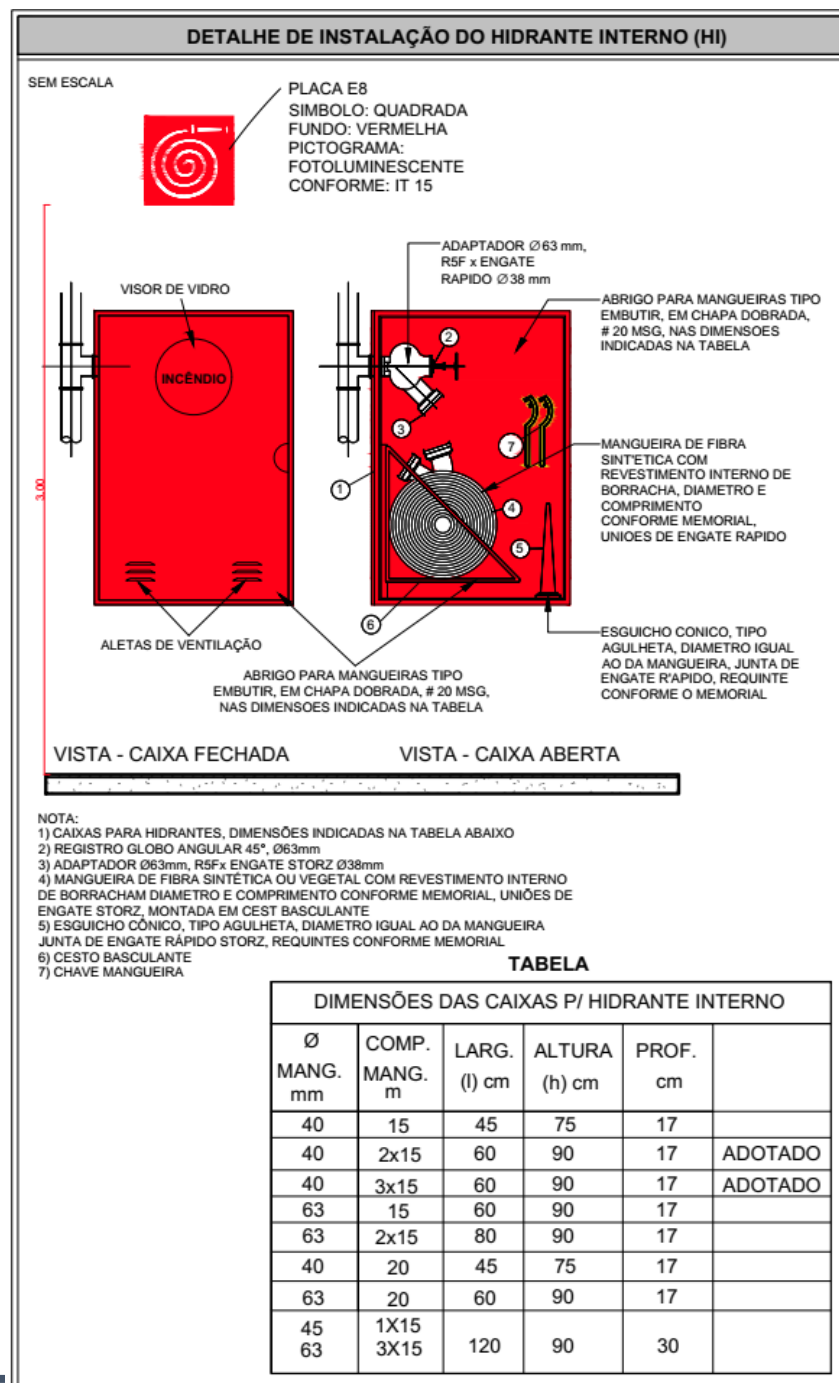 DETALHE DE INSTALAÇÃO DO HIDRANTE INTERNO (HI)
SEM ESCALA
PLACA E8
SIMBOLO: QUADRADA
FUNDO: VERMELHA
PICTOGRAMA:
FOTOLUMINESCENTE
CONFORME: IT 15
3.00
VISOR DE VIDRO
INCÊNDIO
ALETAS DE VENTILAÇÃO
ADAPTADOR Ø63 mm,
R5F x ENGATE
RAPIDO Ø38 mm
1
2
3
4
5
6
7
ABRIGO PARA MANGUEIRAS TIPO
EMBUTIR, EM CHAPA DOBRADA,
# 20 MSG, NAS DIMENSOES
INDICADAS NA TABELA
MANGUEIRA DE FIBRA
SINT'ETICA COM
REVESTIMENTO INTERNO DE
BORRACHA, DIAMETRO E
COMPRIMENTO
CONFORME MEMORIAL,
UNIOES DE ENGATE RAPIDO
ESGUICHO CONICO, TIPO
AGULHETA, DIAMETRO IGUAL
AO DA MANGUEIRA, JUNTA DE
ENGATE R'APIDO, REQUINTE
CONFORME O MEMORIAL
ABRIGO PARA MANGUEIRAS TIPO
EMBUTIR, EM CHAPA DOBRADA, # 20 MSG,
NAS DIMENSOES INDICADAS NA TABELA
VISTA - CAIXA FECHADA
VISTA - CAIXA ABERTA
NOTA:
1) CAIXAS PARA HIDRANTES, DIMENSÕES INDICADAS NA TABELA ABAIXO
2) REGISTRO GLOBO ANGULAR 45°, Ø63mm
3) ADAPTADOR Ø63mm, R5Fx ENGATE STORZ Ø38mm
4) MANGUEIRA DE FIBRA SINTÉTICA OU VEGETAL COM REVESTIMENTO INTERNO
DE BORRACHAM DIAMETRO E COMPRIMENTO CONFORME MEMORIAL, UNIÕES DE
ENGATE STORZ, MONTADA EM CEST BASCULANTE
5) ESGUICHO CÔNICO, TIPO AGULHETA, DIAMETRO IGUAL AO DA MANGUEIRA
JUNTA DE ENGATE RÁPIDO STORZ, REQUINTES CONFORME MEMORIAL
6) CESTO BASCULANTE
7) CHAVE MANGUEIRA
TABELA
DIMENSÕES DAS CAIXAS P/ HIDRANTE INTERNO
Ø MANG. mm COMP. MANG. m LARG. (l) cm ALTURA (h) cm PROF. cm
40 15 45 75 17
40 2x15 60 90 17 ADOTADO
40 3x15 60 90 17 ADOTADO
63 15 60 90 17
63 2x15 80 90 17
40 20 45 75 17
63 20 60 90 17
45 1X15
63 3X15 120 90 30